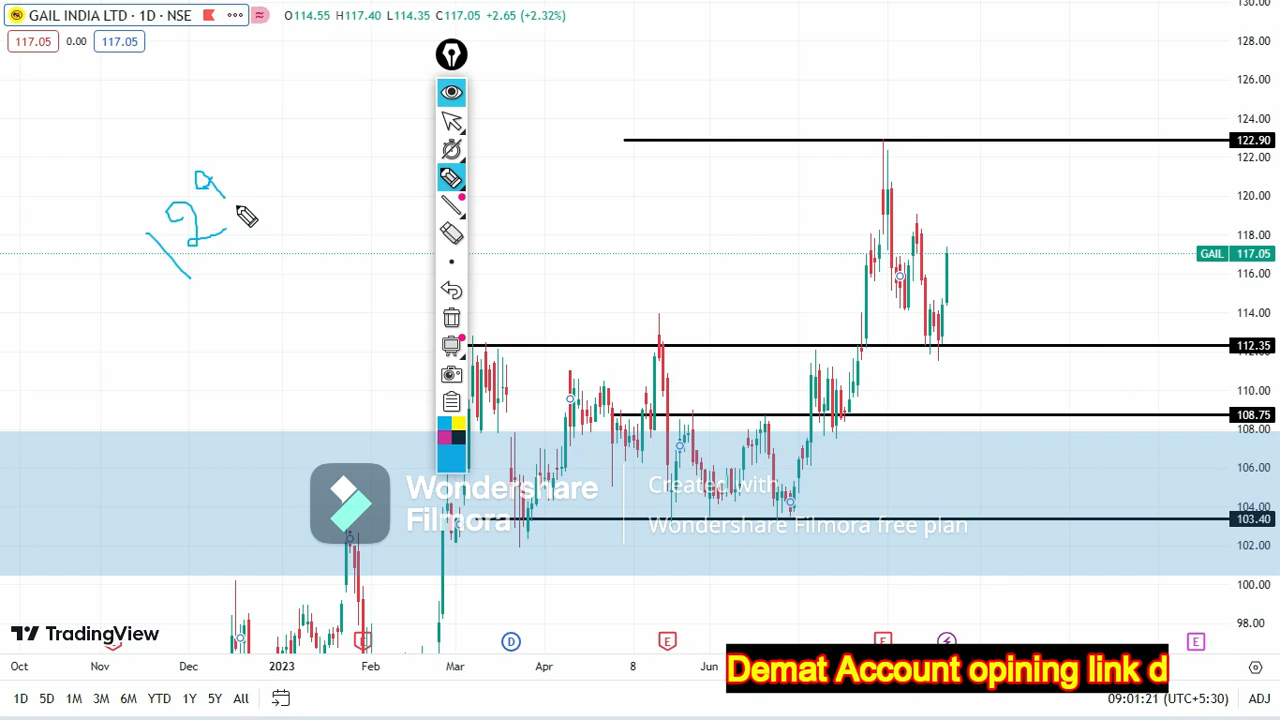 GAIL INDIA LTD · 1D · NSE
O114.55 H117.40 L114.35 C117.05 +2.65 (+2.32%)
117.05 0.00 117.05
130.00
128.00
126.00
124.00
122.90
122.00
120.00
118.00
GAIL 117.05
116.00
114.00
112.35
112.00
110.00
108.75
108.00
106.00
104.00
103.40
102.00
100.00
98.00
Wondershare
Filmora
Created with
Wondershare Filmora free plan
TradingView
E D E E E
Oct Nov Dec 2023 Feb Mar Apr 8 Jun
Demat Account opining link d
1D 5D 1M 3M 6M YTD 1Y 5Y All
09:01:21 (UTC+5:30) ADJ